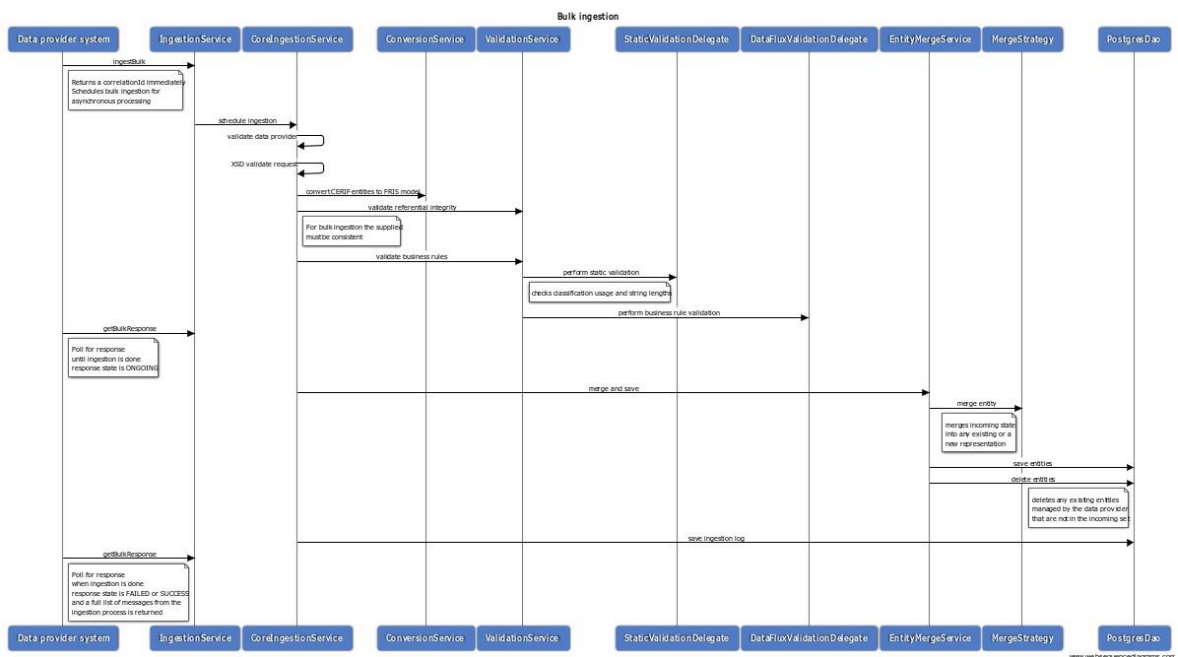 Bulk ingestion
Data provider system
IngestionService
CoreIngestionService
ConversionService
ValidationService
StaticValidationDelegate
DataFluxValidationDelegate
EntityMergeService
MergeStrategy
PostgresDao
ingestBulk
Returns a correlationId immediately
Schedules bulk ingestion for
asynchronous processing
schedule ingestion
validate data provider
XSD validate request
convert CERIF entities to FRIS model
validate referential integrity
For bulk ingestion the supplied
must be consistent
validate business rules
perform static validation
checks classification usage and string lengths
perform business rule validation
getBulkResponse
Poll for response
until ingestion is done
response state is ONGOING
merge and save
merge entity
merges incoming state
into any existing or a
new representation
save entities
delete entities
deletes any existing entities
managed by the data provider
that are not in the incoming set
save ingestion log
getBulkResponse
Poll for response
when ingestion is done
response state is FAILED or SUCCESS
and a full list of messages from the
ingestion process is returned
Data provider system
IngestionService
CoreIngestionService
ConversionService
ValidationService
StaticValidationDelegate
DataFluxValidationDelegate
EntityMergeService
MergeStrategy
PostgresDao
www.websequencediagrams.com